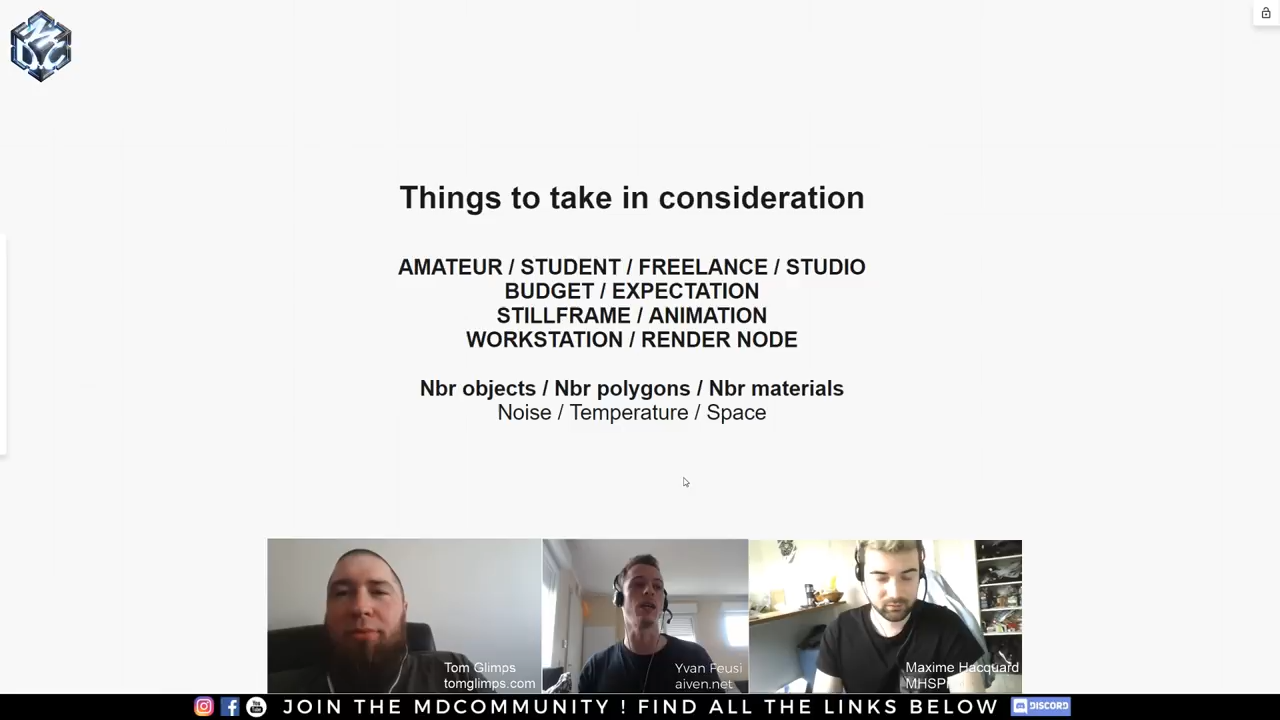 Things to take in consideration
AMATEUR / STUDENT / FREELANCE / STUDIO
BUDGET / EXPECTATION
STILLFRAME / ANIMATION
WORKSTATION / RENDER NODE
Nbr objects / Nbr polygons / Nbr materials
Noise / Temperature / Space
Tom Glimps
tomglimps.com
Yvan Feusi
aiven.net
Maxime Hacquard
JOIN THE MDCOMMUNITY ! FIND ALL THE LINKS BELOW
DISCORD